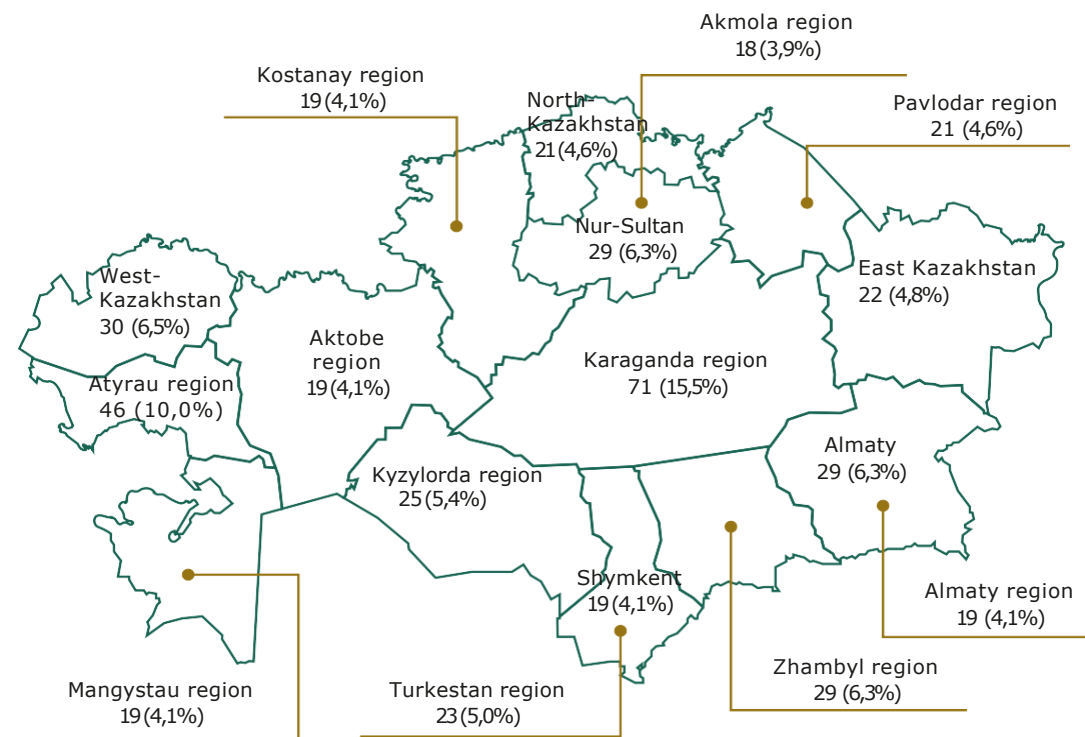 Akmola region
18 (3,9%)
Kostanay region
19 (4,1%)
North-
Kazakhstan
21 (4,6%)
Pavlodar region
21 (4,6%)
Nur-Sultan
29 (6,3%)
East Kazakhstan
22 (4,8%)
West-
Kazakhstan
30 (6,5%)
Aktobe
region
19 (4,1%)
Karaganda region
71 (15,5%)
Atyrau region
46 (10,0%)
Almaty
29 (6,3%)
Kyzylorda region
25 (5,4%)
Shymkent
19 (4,1%)
Almaty region
19 (4,1%)
Zhambyl region
29 (6,3%)
Mangystau region
19 (4,1%)
Turkestan region
23 (5,0%)